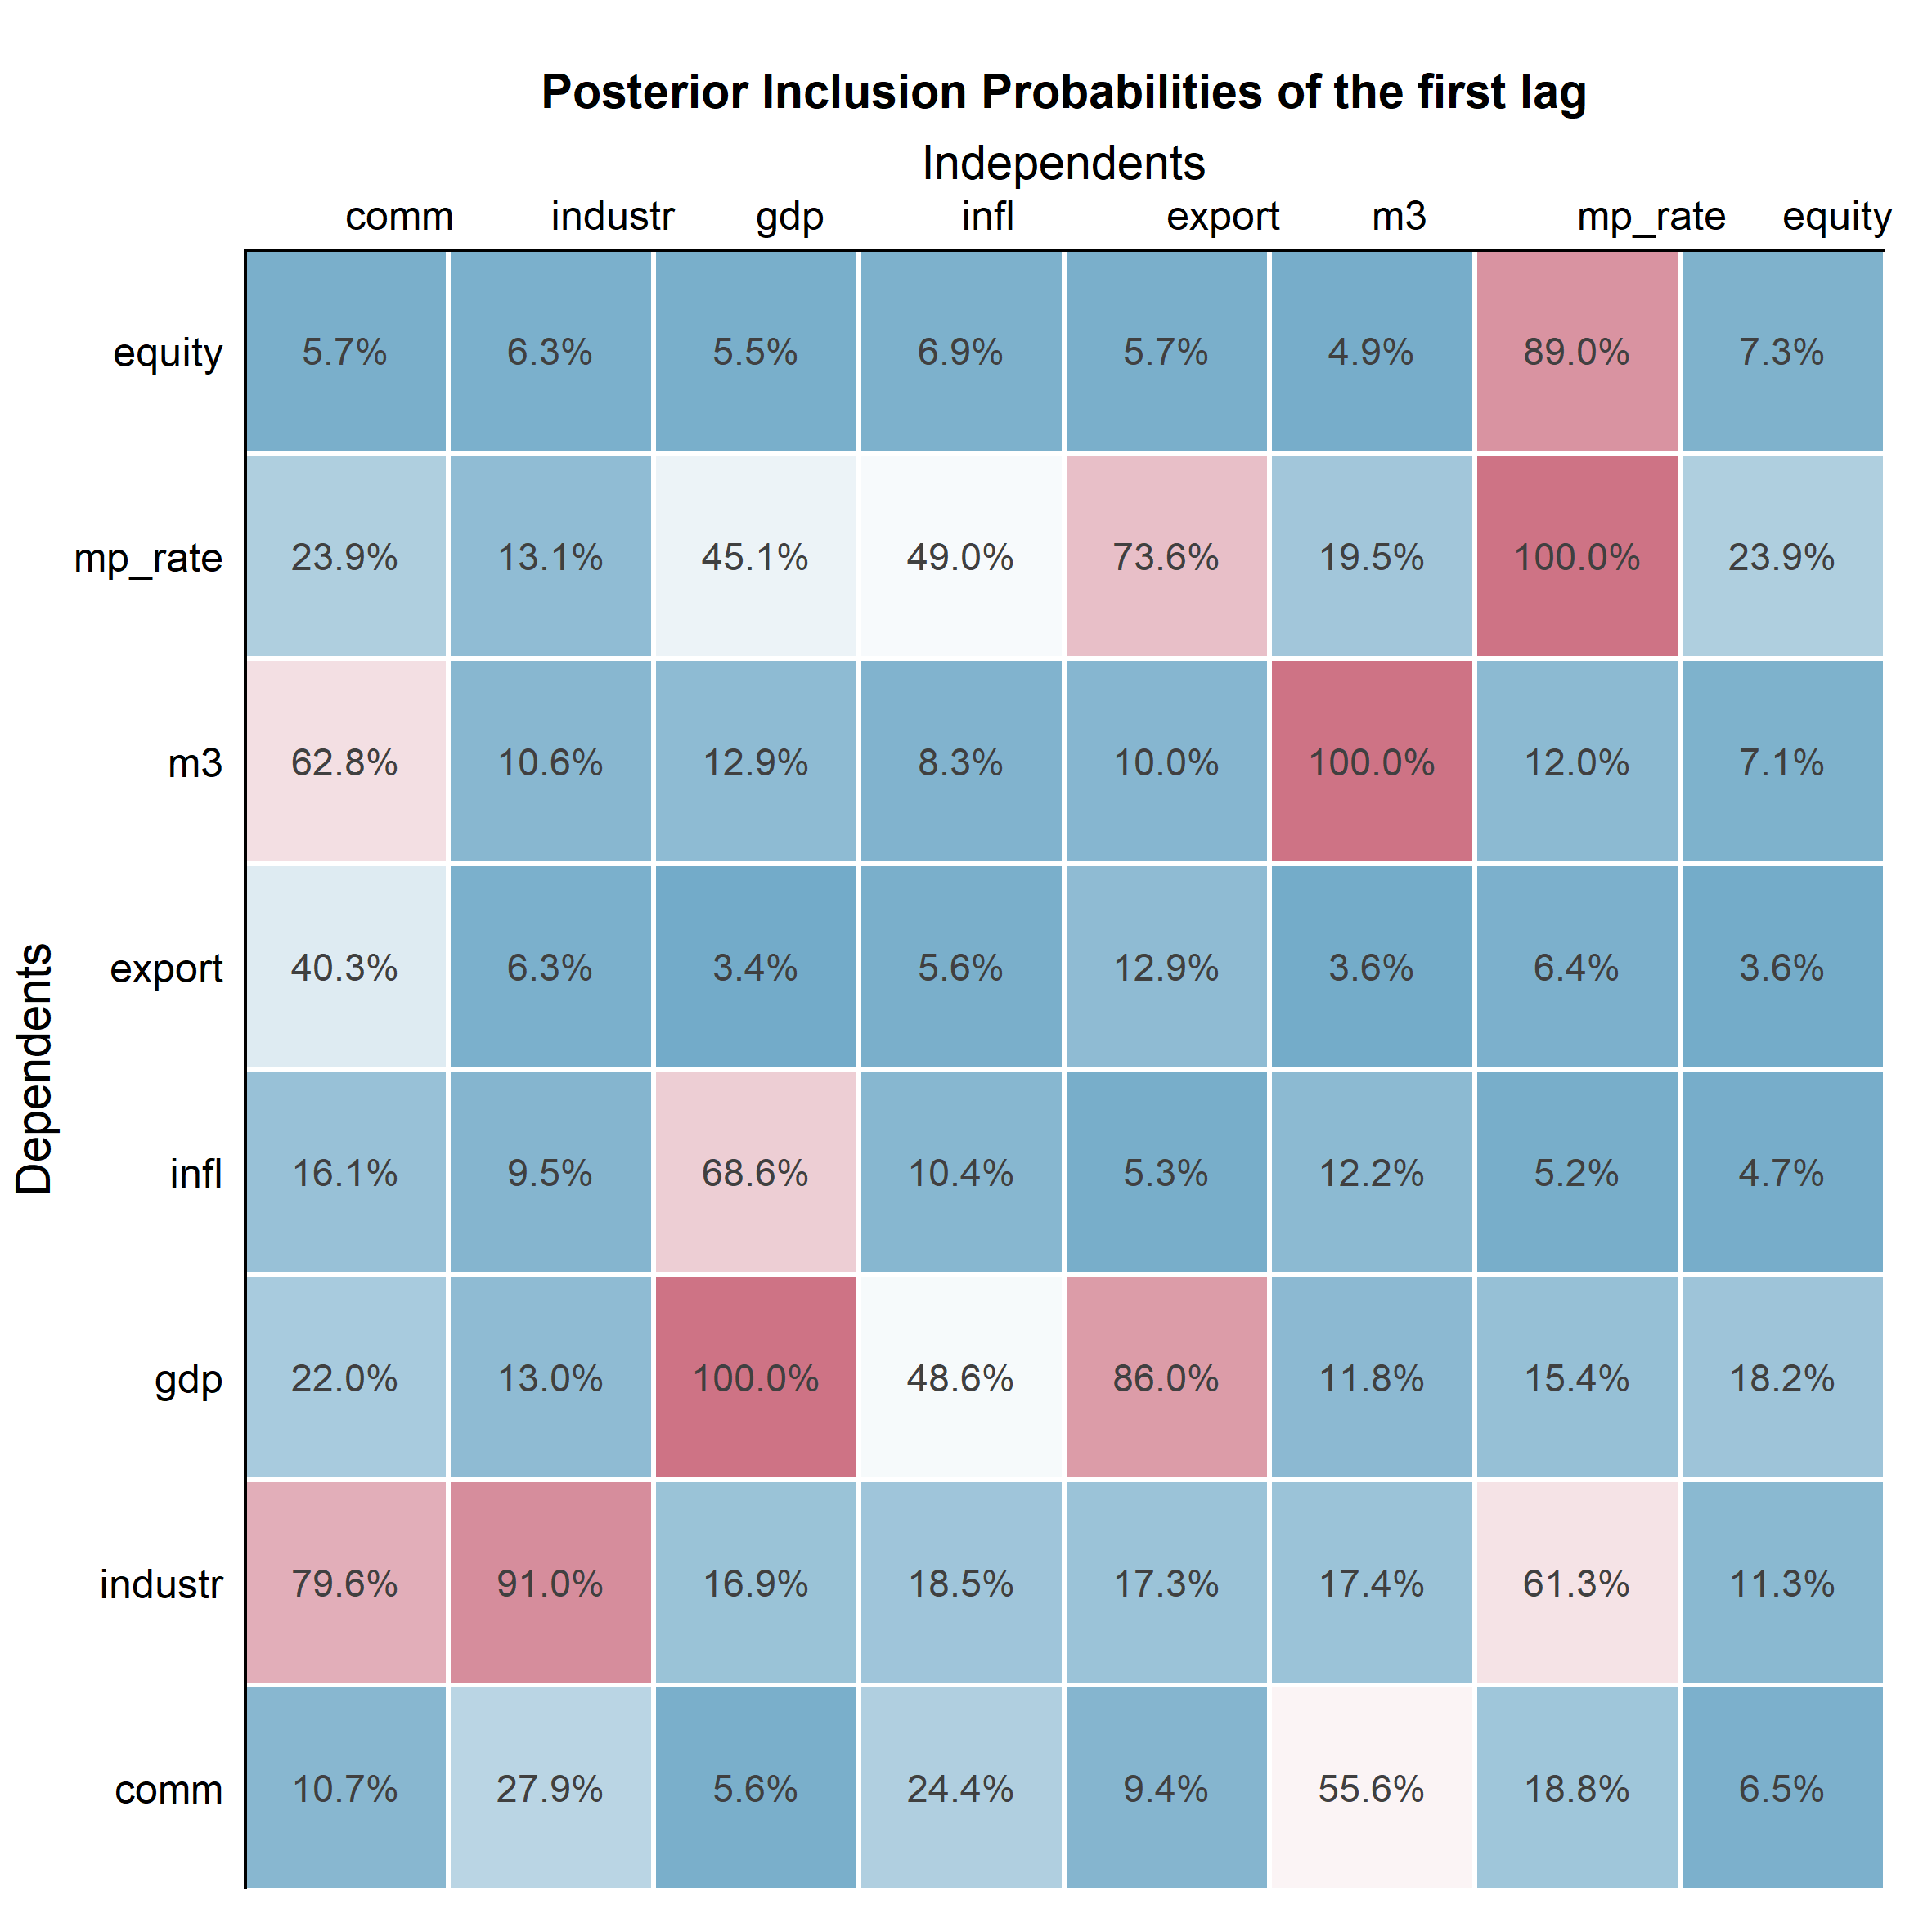 Posterior Inclusion Probabilities of the first lag
Independents
comm industr gdp infl export m3 mp_rate equity
equity 5.7% 6.3% 5.5% 6.9% 5.7% 4.9% 89.0% 7.3%
mp_rate 23.9% 13.1% 45.1% 49.0% 73.6% 19.5% 100.0% 23.9%
m3 62.8% 10.6% 12.9% 8.3% 10.0% 100.0% 12.0% 7.1%
export 40.3% 6.3% 3.4% 5.6% 12.9% 3.6% 6.4% 3.6%
Dependents
infl 16.1% 9.5% 68.6% 10.4% 5.3% 12.2% 5.2% 4.7%
gdp 22.0% 13.0% 100.0% 48.6% 86.0% 11.8% 15.4% 18.2%
industr 79.6% 91.0% 16.9% 18.5% 17.3% 17.4% 61.3% 11.3%
comm 10.7% 27.9% 5.6% 24.4% 9.4% 55.6% 18.8% 6.5%